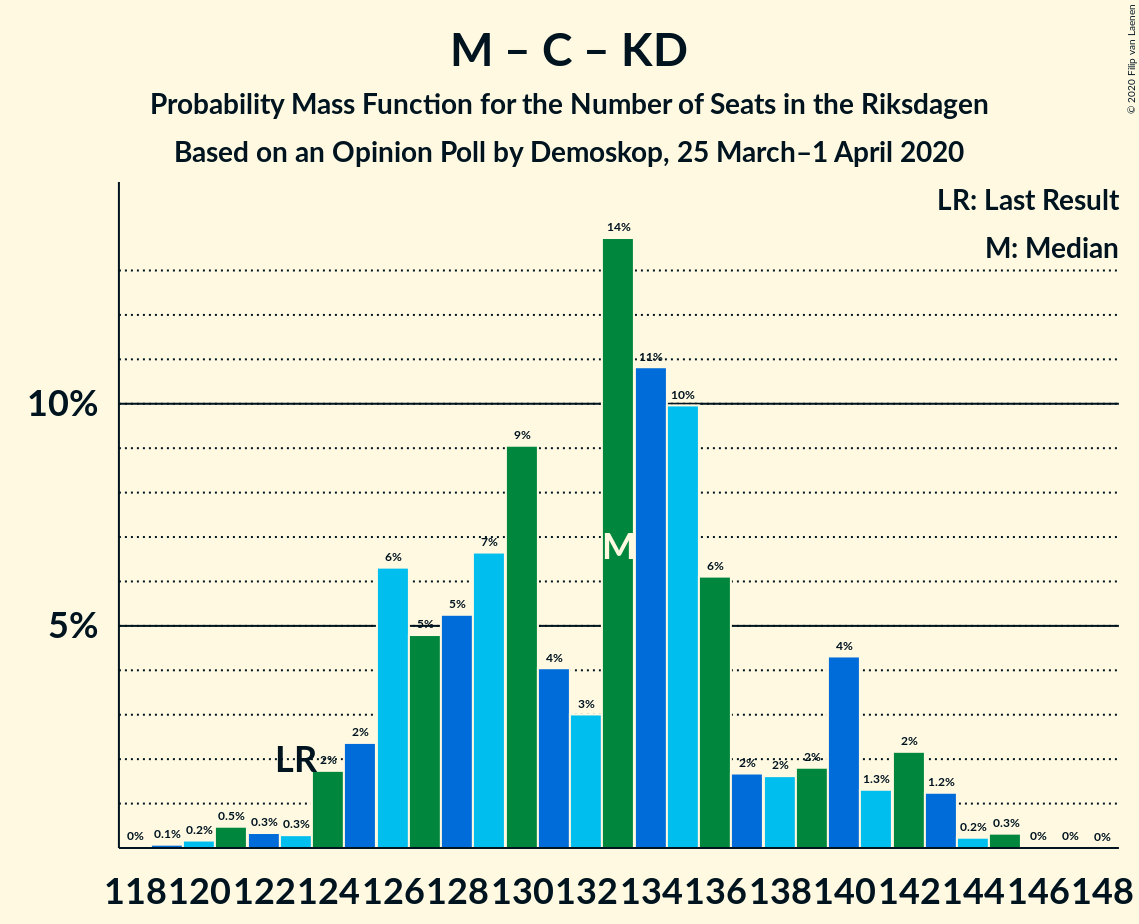 M – C – KD
Probability Mass Function for the Number of Seats in the Riksdagen
Based on an Opinion Poll by Demoskop, 25 March–1 April 2020
© 2020 Filip van Laenen
LR: Last Result
M: Median
10%
5%
0% 0.1% 0.2% 0.5% 0.3% 0.3% 2% 2% 6% 5% 5% 7% 9% 4% 3% 14% 11% 10% 6% 2% 2% 2% 4% 1.3% 2% 1.2% 0.2% 0.3% 0% 0% 0%
LR
M
118 120 122 124 126 128 130 132 134 136 138 140 142 144 146 148